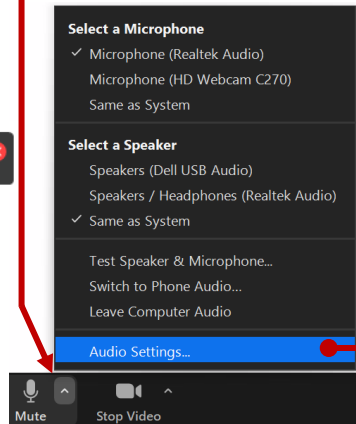 Select a Microphone
Microphone (Realtek Audio)
Microphone (HD Webcam C270)
Same as System
Select a Speaker
Speakers (Dell USB Audio)
Speakers / Headphones (Realtek Audio)
Same as System
Test Speaker & Microphone...
Switch to Phone Audio...
Leave Computer Audio
Audio Settings...
Mute
Stop Video